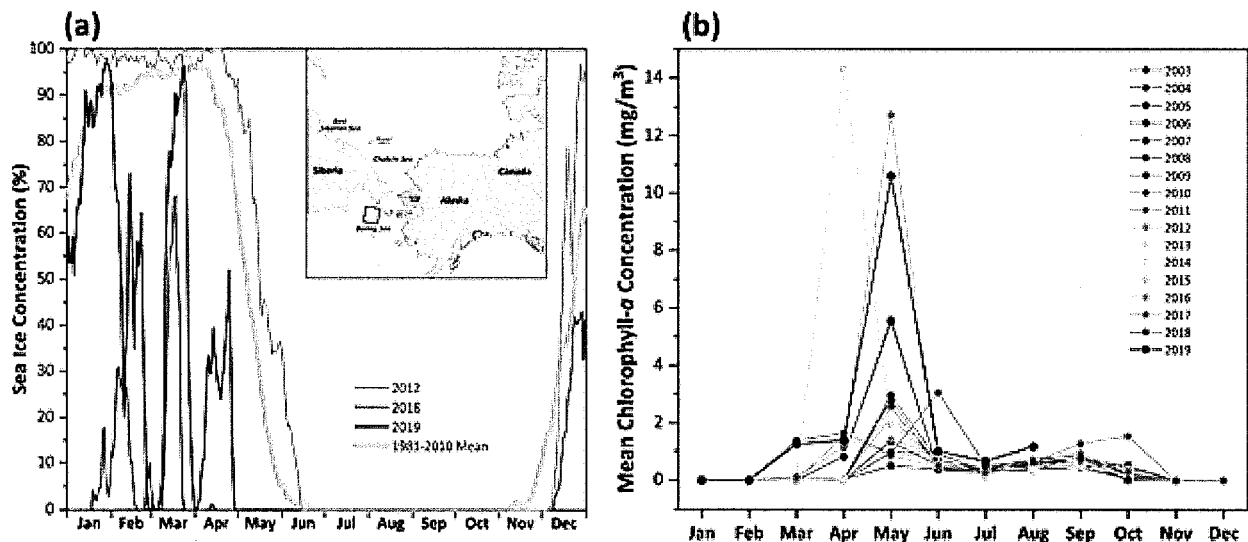 (a)
100
90
80
70
60
50
40
30
20
10
0
Sea Ice Concentration (%)
East
Siberian Sea
Chukchi Sea
Siberia
Canada
Alaska
Bering Sea
2012
2018
2019
1981-2010 Mean
Jan Feb Mar Apr May Jun Jul Aug Sep Oct Nov Dec
(b)
14
12
10
8
6
4
2
0
Mean Chlorophyll-a Concentration (mg/m³)
2003
2004
2005
2006
2007
2008
2009
2010
2011
2012
2013
2014
2015
2016
2017
2018
2019
Jan Feb Mar Apr May Jun Jul Aug Sep Oct Nov Dec